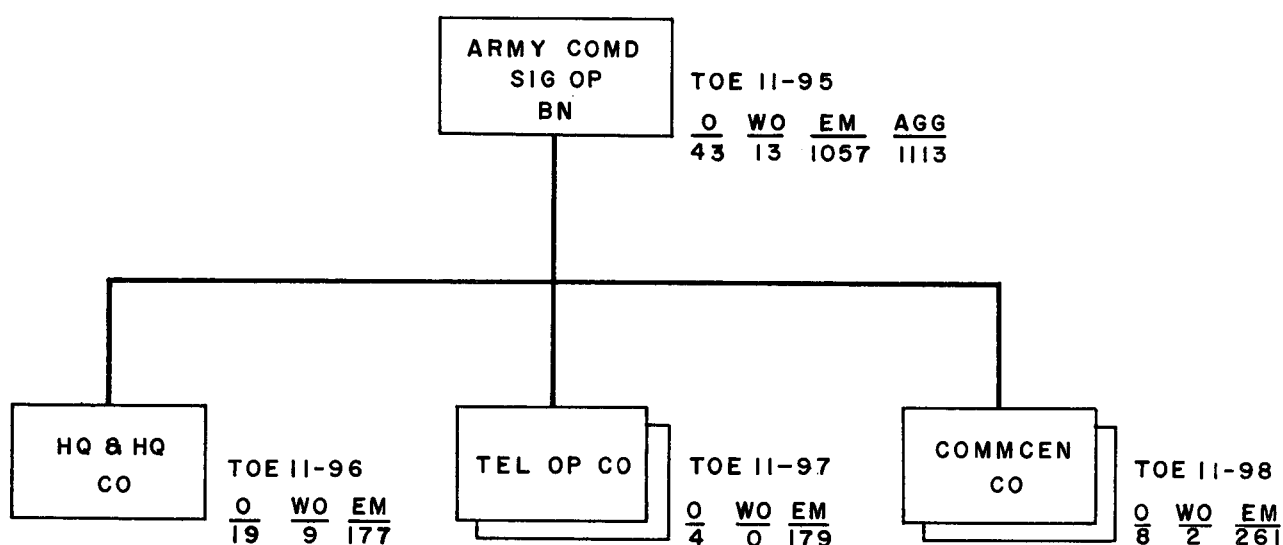 ARMY COMD
SIG OP
BN
TOE 11-95
O WO EM AGG
43 13 1057 1113
HQ & HQ
CO
TOE 11-96
O WO EM
19 9 177
TEL OP CO
TOE 11-97
O WO EM
4 0 179
COMMCEN
CO
TOE 11-98
O WO EM
8 2 261